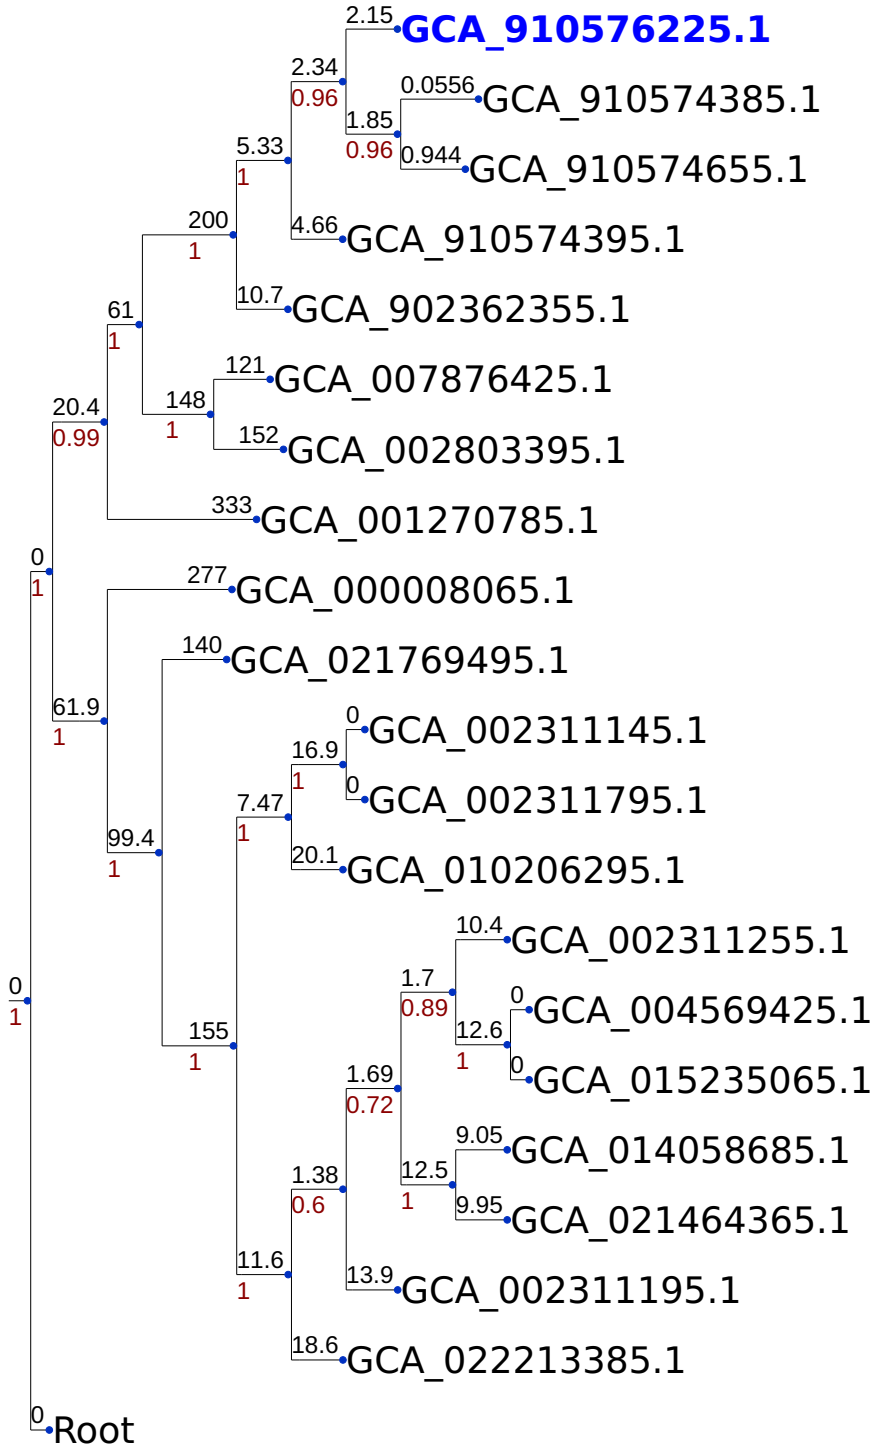 2.15
GCA_910576225.1
2.34
0.96
0.0556
GCA_910574385.1
1.85
0.96
5.33
1
0.944
GCA_910574655.1
200
1
4.66
GCA_910574395.1
61
1
10.7
GCA_902362355.1
121
GCA_007876425.1
20.4
0.99
148
1
152
GCA_002803395.1
333
GCA_001270785.1
0
1
277
GCA_000008065.1
140
GCA_021769495.1
61.9
1
0
GCA_002311145.1
16.9
1
0
GCA_002311795.1
7.47
1
99.4
1
20.1
GCA_010206295.1
10.4
GCA_002311255.1
1.7
0.89
0
GCA_004569425.1
0
1
12.6
1
155
1
0
GCA_015235065.1
1.69
0.72
9.05
GCA_014058685.1
12.5
1
1.38
0.6
9.95
GCA_021464365.1
11.6
1
13.9
GCA_002311195.1
18.6
GCA_022213385.1
0
Root